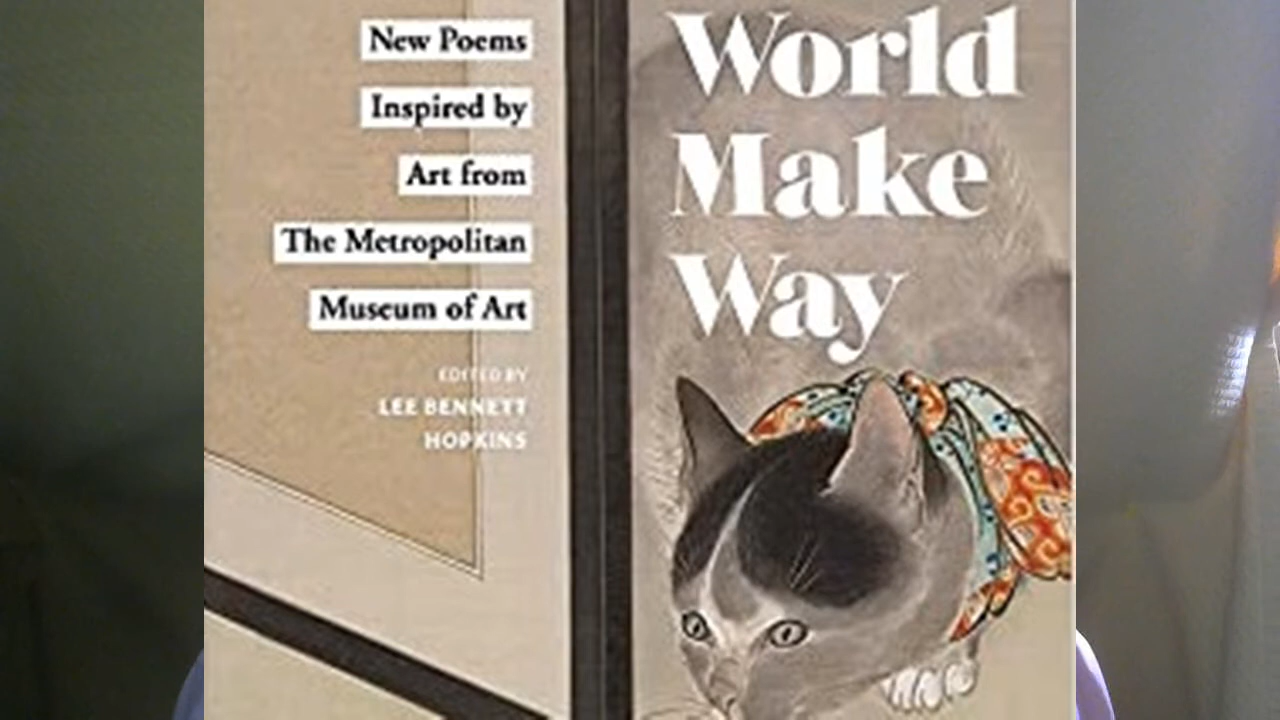 New Poems
Inspired by
Art from
The Metropolitan
Museum of Art
EDITED BY
LEE BENNETT
HOPKINS
World
Make
Way